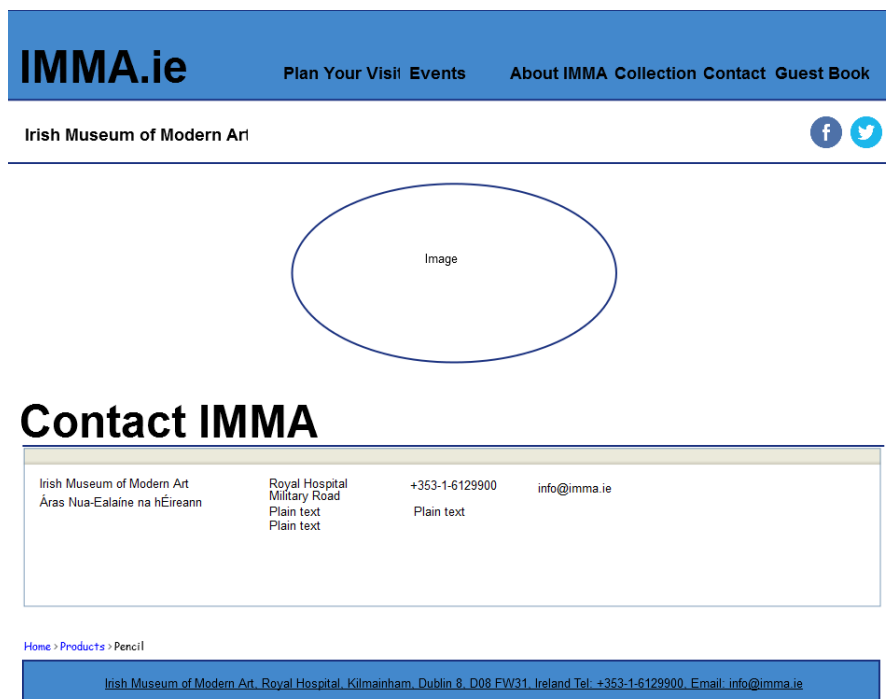 IMMA.ie Plan Your Visit Events About IMMA Collection Contact Guest Book
Irish Museum of Modern Art
Image
Contact IMMA
Irish Museum of Modern Art
Áras Nua-Ealaíne na hÉireann
Royal Hospital
Military Road
Plain text
Plain text
+353-1-6129900
Plain text
info@imma.ie
Home › Products › Pencil
Irish Museum of Modern Art, Royal Hospital, Kilmainham, Dublin 8, D08 FW31, Ireland Tel: +353-1-6129900, Email: info@imma.ie